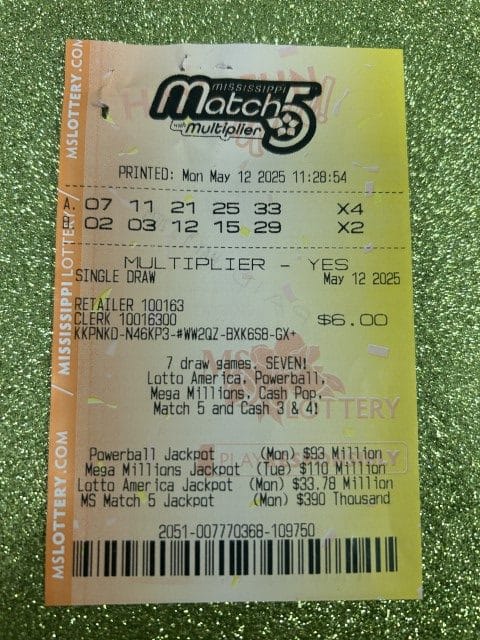 MISSISSIPPI
Match 5
with multiplier
PRINTED: Mon May 12 2025 11:28:54
A. 07 11 21 25 33 X4
B. 02 03 12 15 29 X2
MULTIPLIER - YES
SINGLE DRAW May 12 2025
RETAILER 100163
CLERK 10016300 $6.00
KKPNKD-N46KP3-#WW2QZ-BXK6S8-GX+
7 draw games, SEVEN!
Lotto America, Powerball,
Mega Millions, Cash Pop,
Match 5 and Cash 3 & 4!
MS
LOTTERY
Powerball Jackpot (Mon) $93 Million
Mega Millions Jackpot (Tue) $110 Million
Lotto America Jackpot (Mon) $33.78 Million
MS Match 5 Jackpot (Mon) $390 Thousand
2051-007770368-109750
MSLOTTERY.COM / MISSISSIPPI LOTTERY / MSLOTTERY.COM